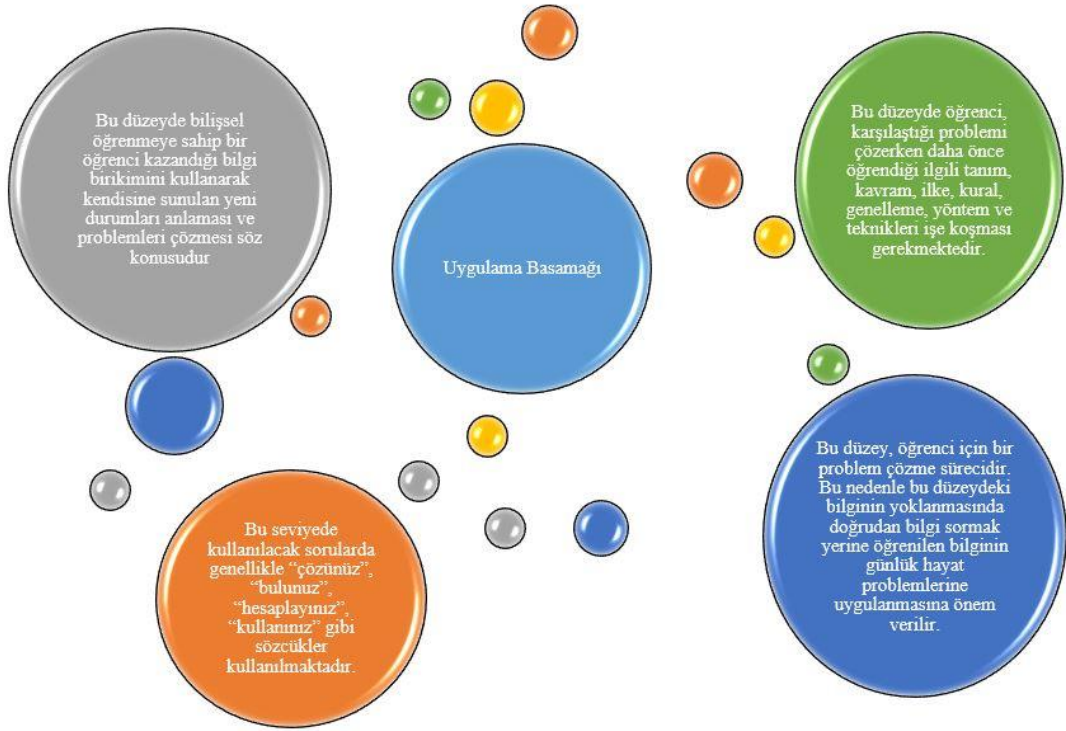 Bu düzeyde bilişsel
öğrenmeye sahip bir
öğrenci kazandığı bilgi
birikimini kullanarak
kendisine sunulan yeni
durumları anlaması ve
problemleri çözmesi söz
konusudur
Uygulama Basamağı
Bu düzeyde öğrenci,
karşılaştığı problemi
çözerken daha önce
öğrendiği ilgili tanım,
kavram, ilke, kural,
genelleme, yöntem ve
teknikleri işe koşması
gerekmektedir.
Bu seviyede
kullanılacak sorularda
genellikle “çözünüz”,
“bulunuz”,
“hesaplayınız”,
“kullanınız” gibi
sözcükler
kullanılmaktadır.
Bu düzey, öğrenci için bir
problem çözme sürecidir.
Bu nedenle bu düzeydeki
bilginin yoklanmasında
doğrudan bilgi sormak
yerine öğrenilen bilginin
günlük hayat
problemlerine
uygulanmasına önem
verilir.